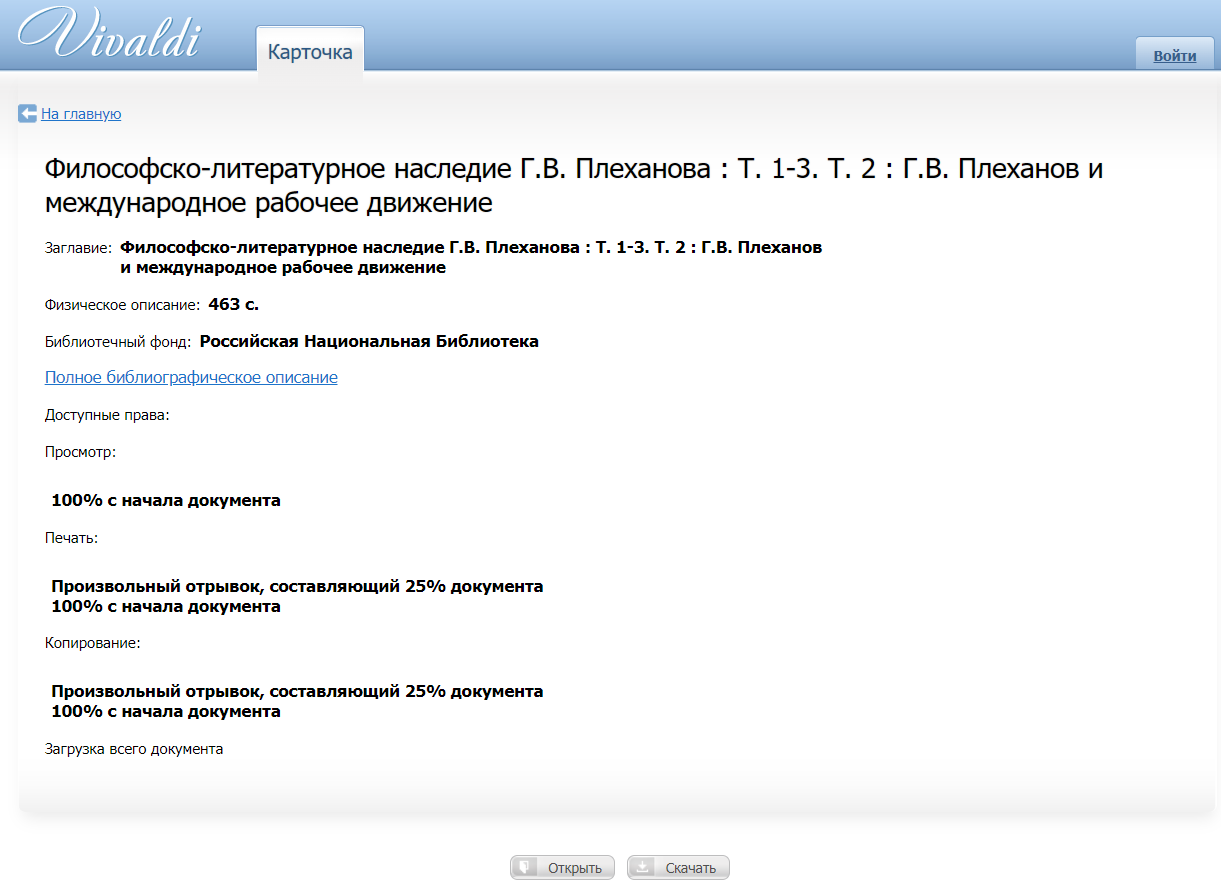 Vivaldi
Карточка
Войти
На главную
Философско-литературное наследие Г.В. Плеханова : Т. 1-3. Т. 2 : Г.В. Плеханов и
международное рабочее движение
Заглавие: Философско-литературное наследие Г.В. Плеханова : Т. 1-3. Т. 2 : Г.В. Плеханов
и международное рабочее движение
Физическое описание: 463 с.
Библиотечный фонд: Российская Национальная Библиотека
Полное библиографическое описание
Доступные права:
Просмотр:
100% с начала документа
Печать:
Произвольный отрывок, составляющий 25% документа
100% с начала документа
Копирование:
Произвольный отрывок, составляющий 25% документа
100% с начала документа
Загрузка всего документа
Открыть
Скачать